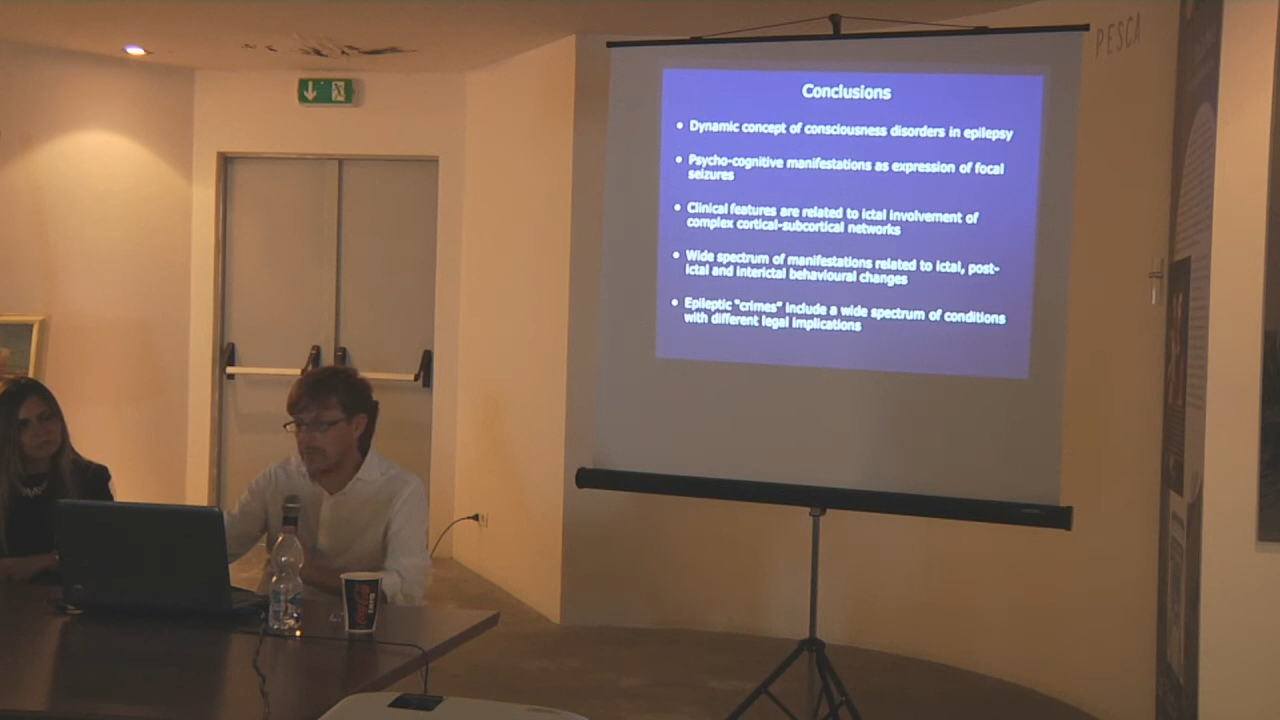 PESCA
Conclusions
• Dynamic concept of consciousness disorders in epilepsy
• Psycho-cognitive manifestations as expression of focal
seizures
• Clinical features are related to ictal involvement of
complex cortical-subcortical networks
• Wide spectrum of manifestations related to ictal, post-
ictal and interictal behavioural changes
• Epileptic "crimes" include a wide spectrum of conditions
with different legal implications